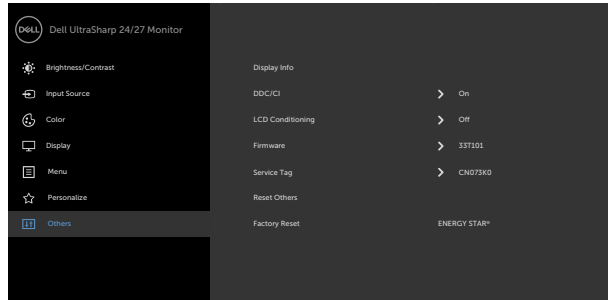 DELL Dell UltraSharp 24/27 Monitor
Brightness/Contrast
Input Source
Color
Display
Menu
Personalize
Others
Display Info
DDC/CI On
LCD Conditioning Off
Firmware 33T101
Service Tag CN073K0
Reset Others
Factory Reset ENERGY STAR®